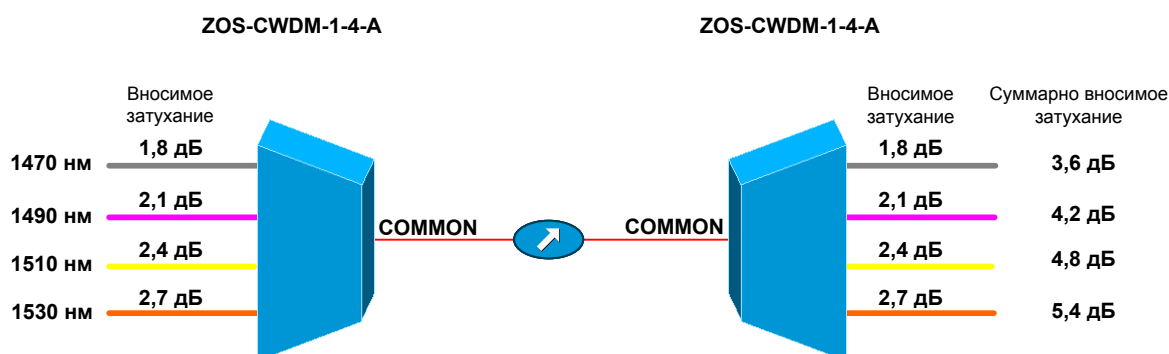 ZOS-CWDM-1-4-A
ZOS-CWDM-1-4-A
Вносимое
затухание
Вносимое
затухание
Суммарно вносимое
затухание
1470 нм
1,8 дБ
1,8 дБ
3,6 дБ
1490 нм
2,1 дБ
2,1 дБ
4,2 дБ
COMMON
COMMON
1510 нм
2,4 дБ
2,4 дБ
4,8 дБ
1530 нм
2,7 дБ
2,7 дБ
5,4 дБ